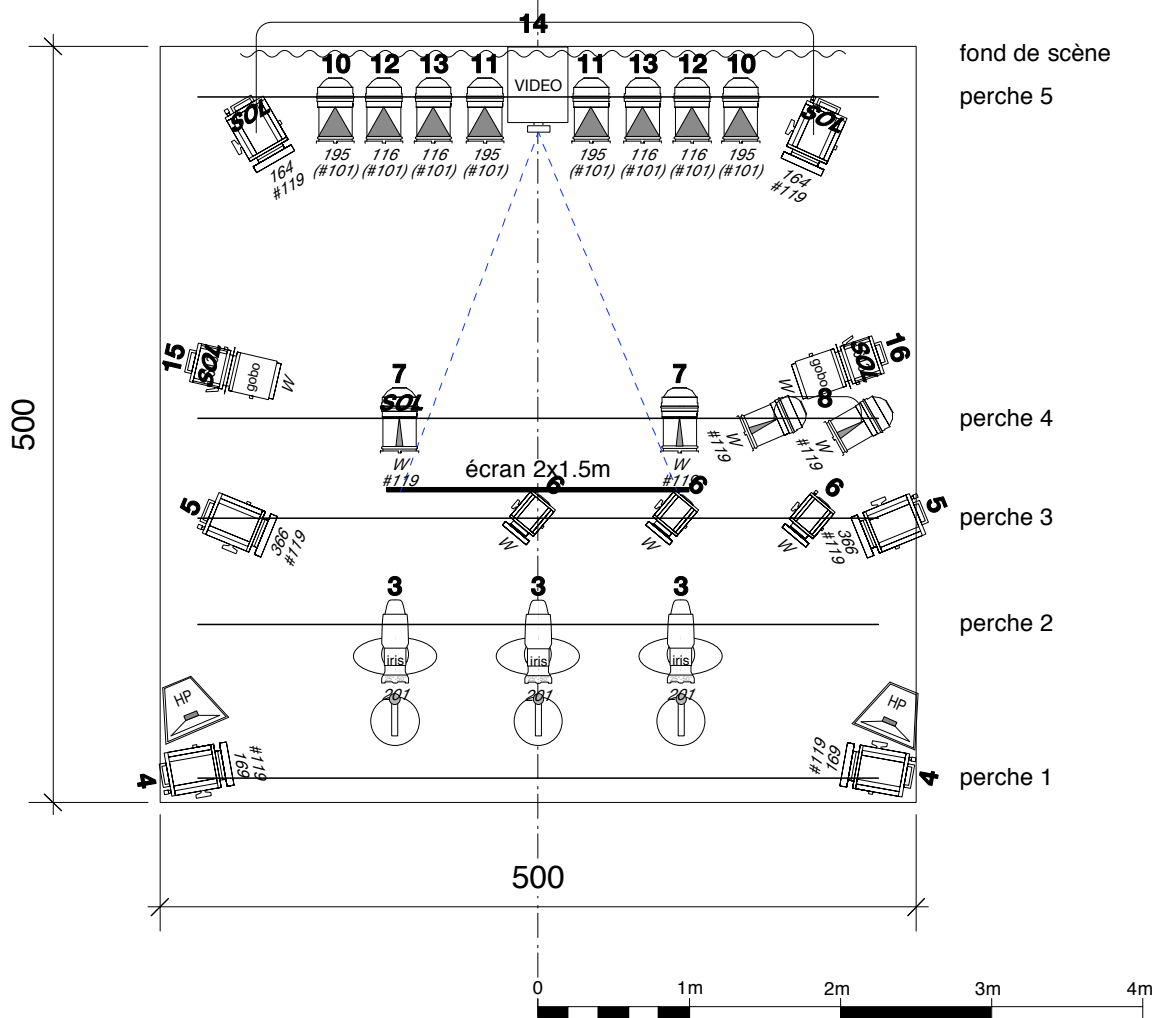 14
fond de scène
10 12 13 11 VIDEO 11 13 12 10
perche 5
SOL SOL
195 116 116 195 195 116 116 195
(#101) (#101) (#101) (#101) (#101) (#101) (#101) (#101)
164 #119
164 #119
15 SOL gobo W
16 SOL gobo W
7 7 8
SOL
perche 4
W #119
W #119
W #119
W #119
écran 2x1.5m
500
5 6 6 6 5
perche 3
366 #119
W W W
366 #119
3 3 3
perche 2
iris iris iris
201 201 201
HP HP
4 169 #119
#119 169 4
perche 1
500
0 1m 2m 3m 4m